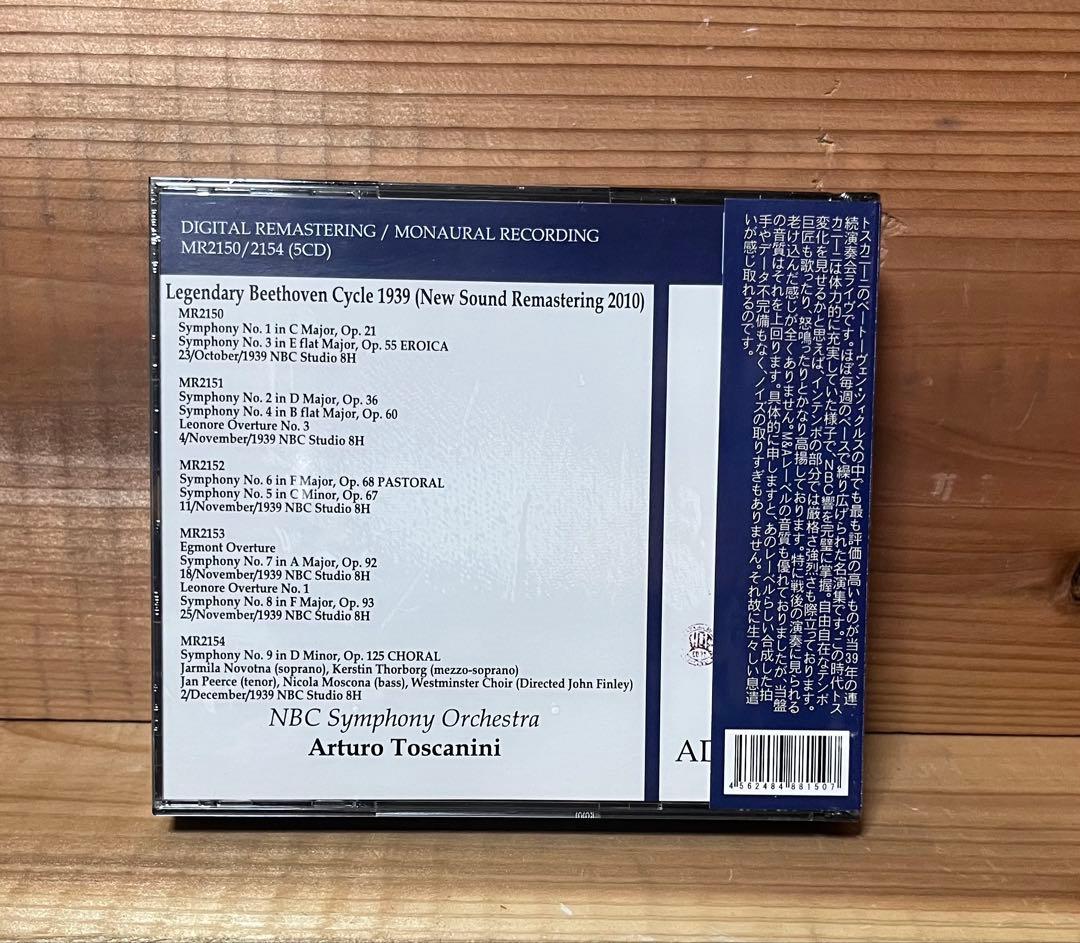 DIGITAL REMASTERING / MONAURAL RECORDING
MR2150/2154 (5CD)
Legendary Beethoven Cycle 1939 (New Sound Remastering 2010)
MR2150
Symphony No. 1 in C Major, Op. 21
Symphony No. 3 in E flat Major, Op. 55 EROICA
23/October/1939 NBC Studio 8H
MR2151
Symphony No. 2 in D Major, Op. 36
Symphony No. 4 in B flat Major, Op. 60
Leonore Overture No. 3
4/November/1939 NBC Studio 8H
MR2152
Symphony No. 6 in F Major, Op. 68 PASTORAL
Symphony No. 5 in C Minor, Op. 67
11/November/1939 NBC Studio 8H
MR2153
Egmont Overture
Symphony No. 7 in A Major, Op. 92
18/November/1939 NBC Studio 8H
Leonore Overture No. 1
Symphony No. 8 in F Major, Op. 93
25/November/1939 NBC Studio 8H
MR2154
Symphony No. 9 in D Minor, Op. 125 CHORAL
Jarmila Novotna (soprano), Kerstin Thorborg (mezzo-soprano)
Jan Peerce (tenor), Nicola Moscona (bass), Westminster Choir (Directed John Finley)
2/December/1939 NBC Studio 8H
NBC Symphony Orchestra
Arturo Toscanini
AD
トスカニーニのベートーヴェン・ツィクルスの中でも最も評価の高いものが当39年の連
続演奏会ライヴです。ほぼ毎週のペースで繰り広げられた名演集です。この時代トス
カニーニは体力的に充実していた様子で、NBC響を完璧に掌握。自由自在なテンポ
変化を見せるかと思えば、インテンポの部分では厳格さ強烈さも際立っております。
巨匠も歌ったり、怒鳴ったりとかなり高揚しております。特に戦後の演奏に見られる
老け込んだ感じが全くありません。M&Aレーベルの音質も優れておりましたが、当盤
の音質はそれを上回ります。具体的に申しますと、あのレーベルらしい合成した拍
手やデータ不完備もなく、ノイズの取りすぎもありません。それ故に生々しい息遣
いが感じ取れるのです。
4562484881507